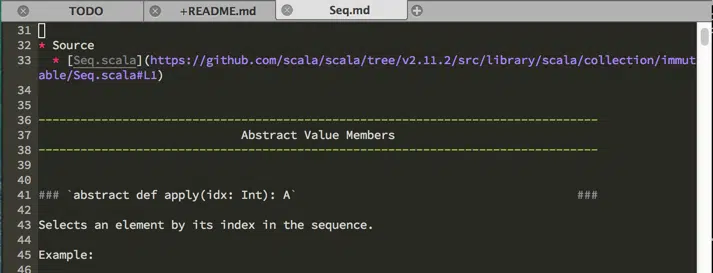 TODO +README.md Seq.md
31
32 * Source
33 * [Seq.scala](https://github.com/scala/scala/tree/v2.11.2/src/library/scala/collection/immut
able/Seq.scala#L1)
34
35
36 --------------------------------------------------------------------------------
37 Abstract Value Members
38 --------------------------------------------------------------------------------
39
40
41 ### `abstract def apply(idx: Int): A` ###
42
43 Selects an element by its index in the sequence.
44
45 Example:
46